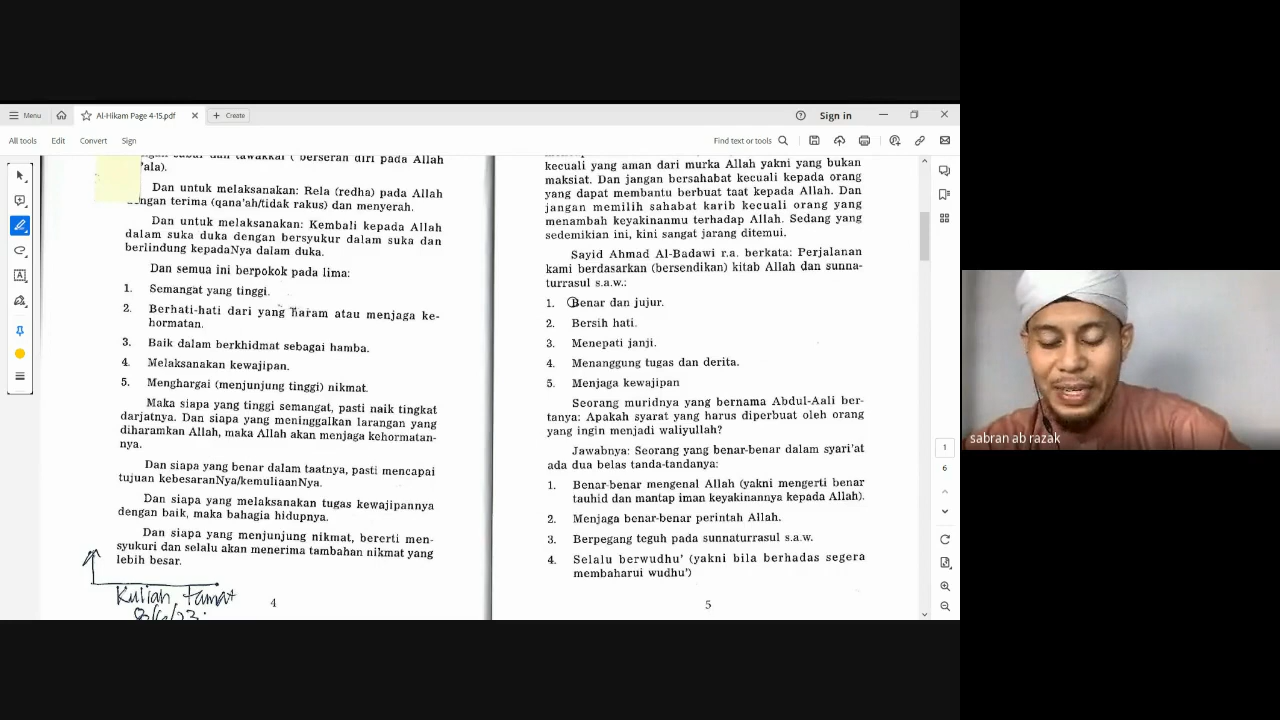 Menu
Al-Hikam Page 4-15.pdf
Create
Sign in
All tools
Edit
Convert
Sign
Find text or tools
sabar dan tawakkal ( berserah diri pada Allah
'ala).
Dan untuk melaksanakan: Rela (redha) pada Allah
dengan terima (qana'ah/tidak rakus) dan menyerah.
Dan untuk melaksanakan: Kembali kepada Allah
dalam suka duka dengan bersyukur dalam suka dan
berlindung kepadaNya dalam duka.
Dan semua ini berpokok pada lima:
1. Semangat yang tinggi.
2. Berhati-hati dari yang haram atau menjaga ke-
hormatan.
3. Baik dalam berkhidmat sebagai hamba.
4. Melaksanakan kewajipan.
5. Menghargai (menjunjung tinggi) nikmat.
Maka siapa yang tinggi semangat, pasti naik tingkat
darjatnya. Dan siapa yang meninggalkan larangan yang
diharamkan Allah, maka Allah akan menjaga kehormatan-
nya.
Dan siapa yang benar dalam taatnya, pasti mencapai
tujuan kebesaranNya/kemuliaanNya.
Dan siapa yang melaksanakan tugas kewajipannya
dengan baik, maka bahagia hidupnya.
Dan siapa yang menjunjung nikmat, bererti men-
syukuri dan selalu akan menerima tambahan nikmat yang
lebih besar.
Kuliah tamat
4
kecuali yang aman dari murka Allah yakni yang bukan
maksiat. Dan jangan bersahabat kecuali kepada orang
yang dapat membantu berbuat taat kepada Allah. Dan
jangan memilih sahabat karib kecuali orang yang
menambah keyakinanmu terhadap Allah. Sedang yang
sedemikian ini, kini sangat jarang ditemui.
Sayid Ahmad Al-Badawi r.a. berkata: Perjalanan
kami berdasarkan (bersendikan) kitab Allah dan sunna-
turrasul s.a.w.:
1. Benar dan jujur.
2. Bersih hati.
3. Menepati janji.
4. Menanggung tugas dan derita.
5. Menjaga kewajipan
Seorang muridnya yang bernama Abdul-Aali ber-
tanya: Apakah syarat yang harus diperbuat oleh orang
yang ingin menjadi waliyullah?
Jawabnya: Seorang yang benar-benar dalam syari'at
ada dua belas tanda-tandanya:
1. Benar-benar mengenal Allah (yakni mengerti benar
tauhid dan mantap iman keyakinannya kepada Allah).
2. Menjaga benar-benar perintah Allah.
3. Berpegang teguh pada sunnaturrasul s.a.w.
4. Selalu berwudhu' (yakni bila berhadas segera
membaharui wudhu')
5
1
6
sabran ab razak